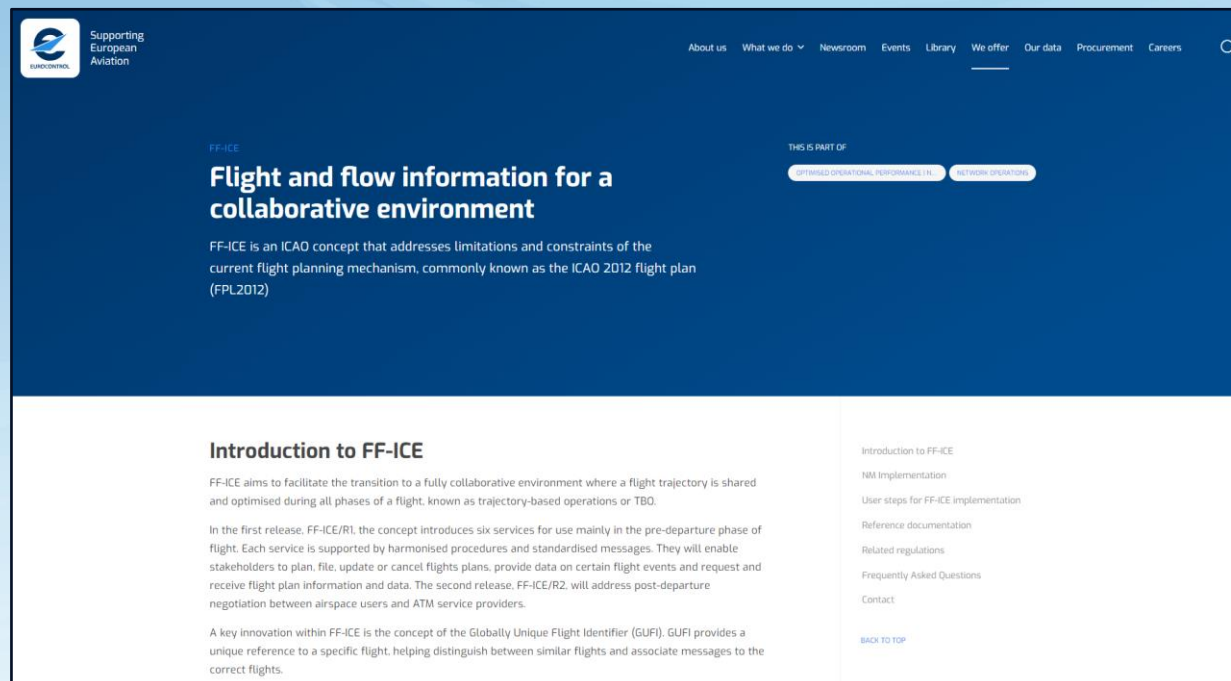 EUROCONTROL
Supporting
European
Aviation
About us What we do Newsroom Events Library We offer Our data Procurement Careers
FF-ICE
Flight and flow information for a
collaborative environment
FF-ICE is an ICAO concept that addresses limitations and constraints of the
current flight planning mechanism, commonly known as the ICAO 2012 flight plan
(FPL2012)
THIS IS PART OF
OPTIMISED OPERATIONAL PERFORMANCE I N... NETWORK OPERATIONS
Introduction to FF-ICE
FF-ICE aims to facilitate the transition to a fully collaborative environment where a flight trajectory is shared
and optimised during all phases of a flight, known as trajectory-based operations or TBO.
In the first release, FF-ICE/R1, the concept introduces six services for use mainly in the pre-departure phase of
flight. Each service is supported by harmonised procedures and standardised messages. They will enable
stakeholders to plan, file, update or cancel flights plans, provide data on certain flight events and request and
receive flight plan information and data. The second release, FF-ICE/R2, will address post-departure
negotiation between airspace users and ATM service providers.
A key innovation within FF-ICE is the concept of the Globally Unique Flight Identifier (GUFI). GUFI provides a
unique reference to a specific flight, helping distinguish between similar flights and associate messages to the
correct flights.
Introduction to FF-ICE
NM Implementation
User steps for FF-ICE implementation
Reference documentation
Related regulations
Frequently Asked Questions
Contact
BACK TO TOP